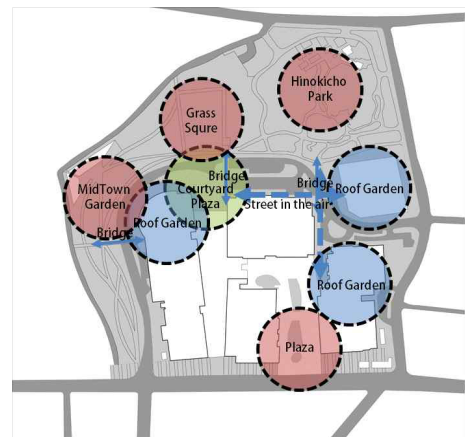 Hinokicho
Park
Grass
Squre
Bridge
Bridge
MidTown
Garden
Courtyard
Plaza
Roof Garden
Street in the air
Roof Garden
Bridge
Roof Garden
Plaza